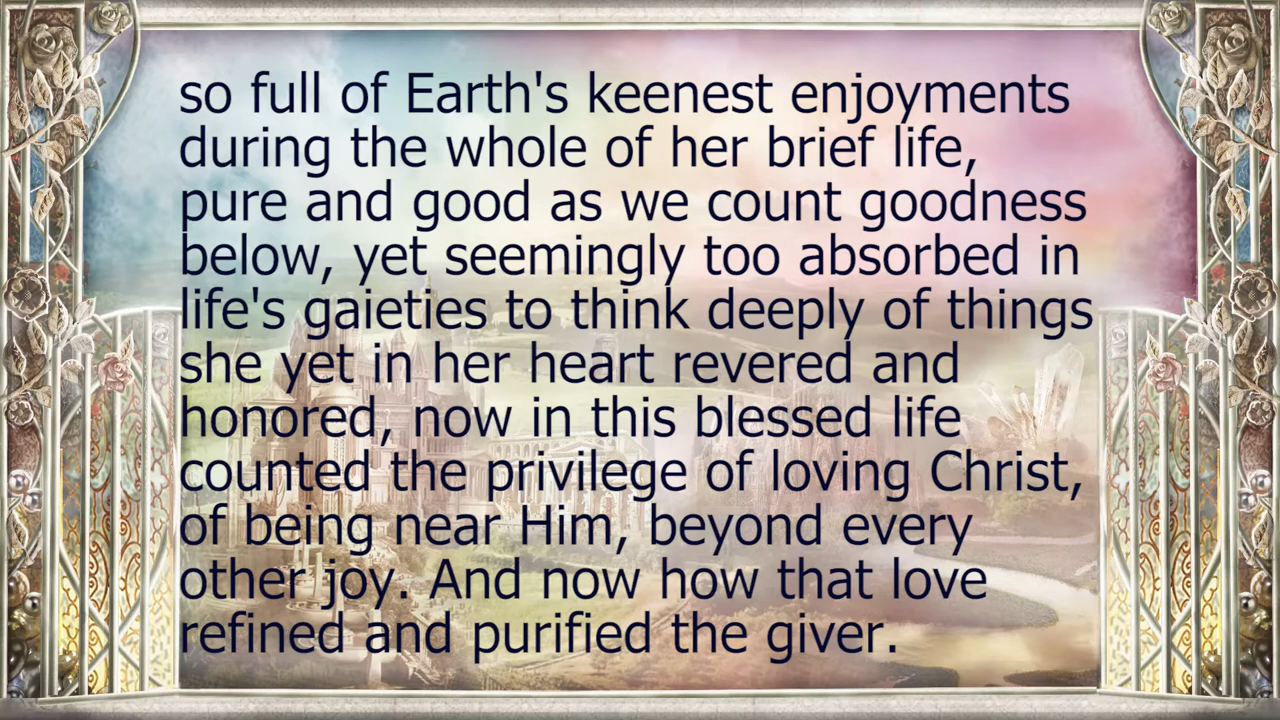 so full of Earth's keenest enjoyments
during the whole of her brief life,
pure and good as we count goodness
below, yet seemingly too absorbed in
life's gaieties to think deeply of things
she yet in her heart revered and
honored, now in this blessed life
counted the privilege of loving Christ,
of being near Him, beyond every
other joy. And now how that love
refined and purified the giver.